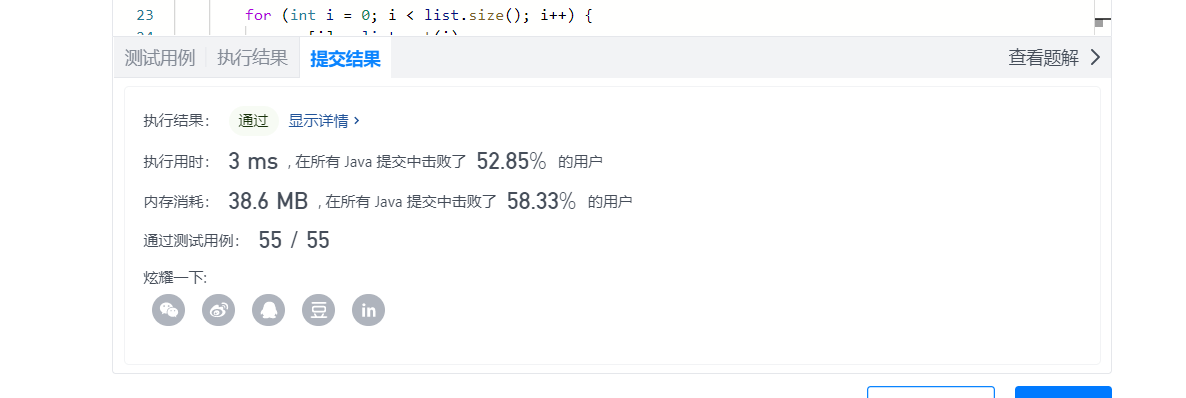 23 for (int i = 0; i < list.size(); i++) {
测试用例 执行结果 提交结果 查看题解
执行结果： 通过 显示详情 ›
执行用时： 3 ms , 在所有 Java 提交中击败了 52.85% 的用户
内存消耗： 38.6 MB , 在所有 Java 提交中击败了 58.33% 的用户
通过测试用例： 55 / 55
炫耀一下:
豆
in